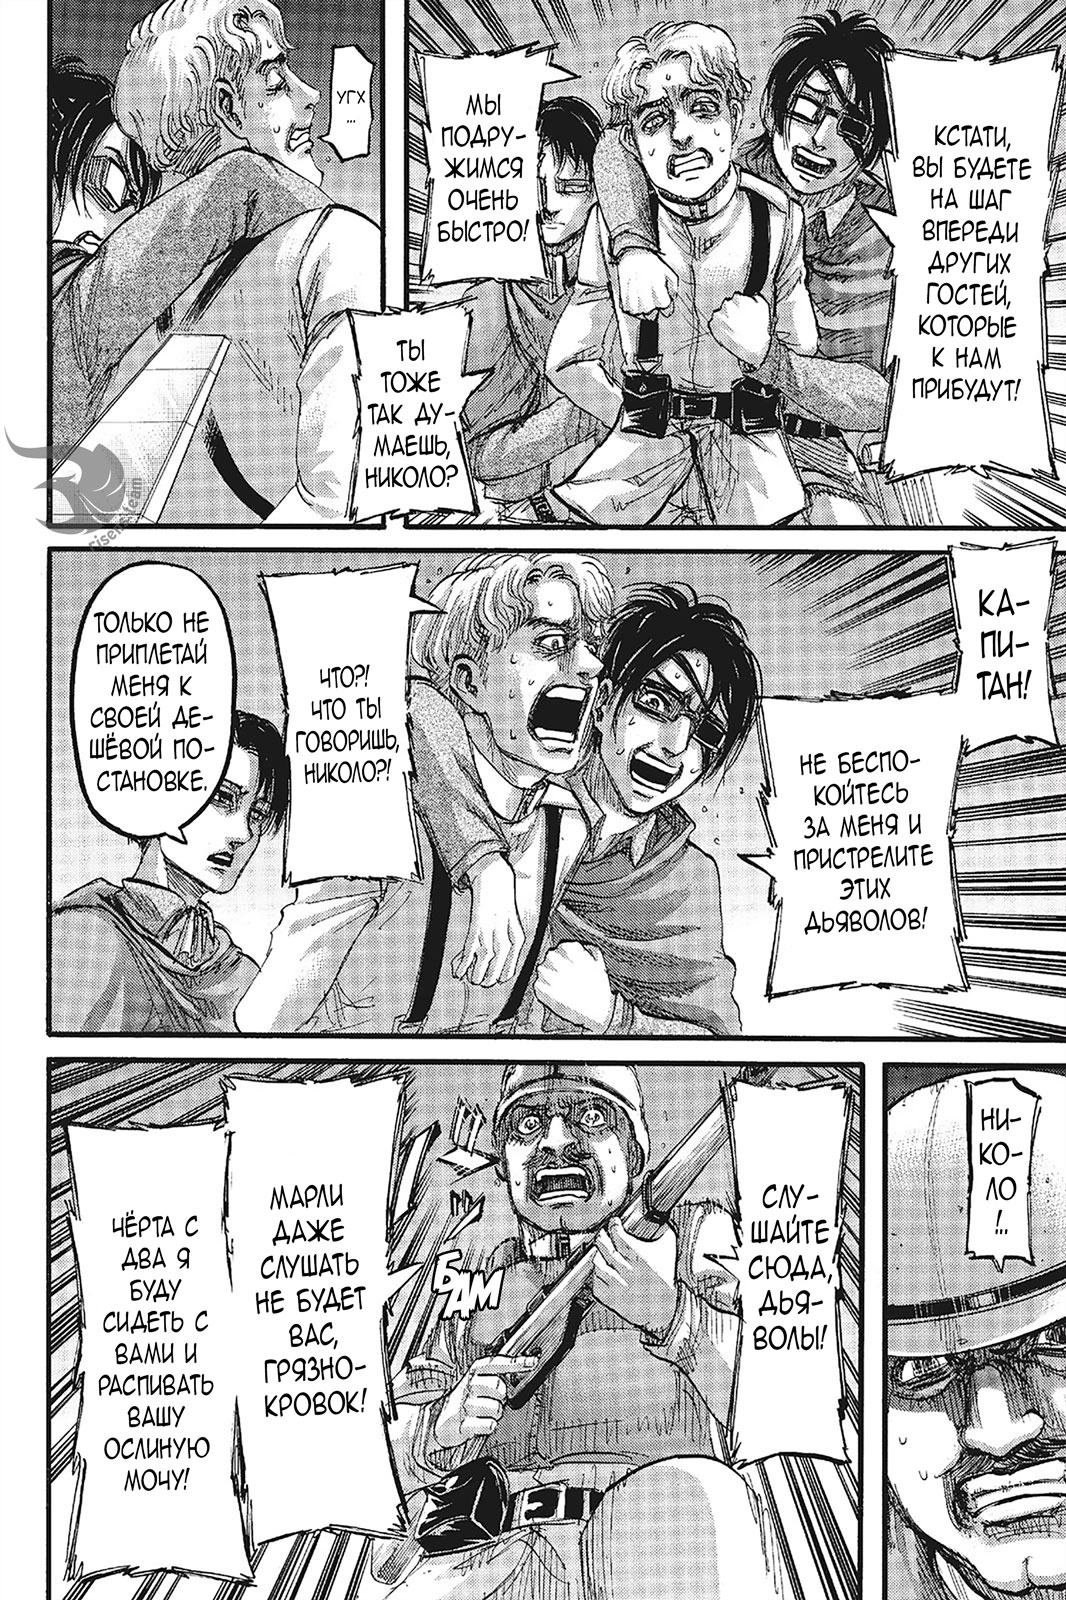 КСТАТИ,
ВЫ БУДЕТЕ
НА ШАГ
ВПЕРЕДИ
ДРУГИХ
ГОСТЕЙ,
КОТОРЫЕ
К НАМ
ПРИБУДУТ!
МЫ
ПОДРУ-
ЖИМСЯ
ОЧЕНЬ
БЫСТРО!
ТЫ
ТОЖЕ
ТАК ДУ-
МАЕШЬ,
НИКОЛО?
УГХ
...
КА-
ПИ-
ТАН!
НЕ БЕСПО-
КОЙТЕСЬ
ЗА МЕНЯ И
ПРИСТРЕЛИТЕ
ЭТИХ
ДЬЯВОЛОВ!
ЧТО?!
ЧТО ТЫ
ГОВОРИШЬ,
НИКОЛО?!
ТОЛЬКО НЕ
ПРИПЛЕТАЙ
МЕНЯ К
СВОЕЙ ДЕ-
ШЁВОЙ ПО-
СТАНОВКЕ.
НИ-
КО-
ЛО
!..
СЛУ-
ШАЙТЕ
СЮДА,
ДЬЯ-
ВОЛЫ!
БАМ
МАРЛИ
ДАЖЕ
СЛУШАТЬ
НЕ БУДЕТ
ВАС,
ГРЯЗНО-
КРОВОК!
ЧЁРТА С
ДВА Я
БУДУ
СИДЕТЬ С
ВАМИ И
РАСПИВАТЬ
ВАШУ
ОСЛИНУЮ
МОЧУ!